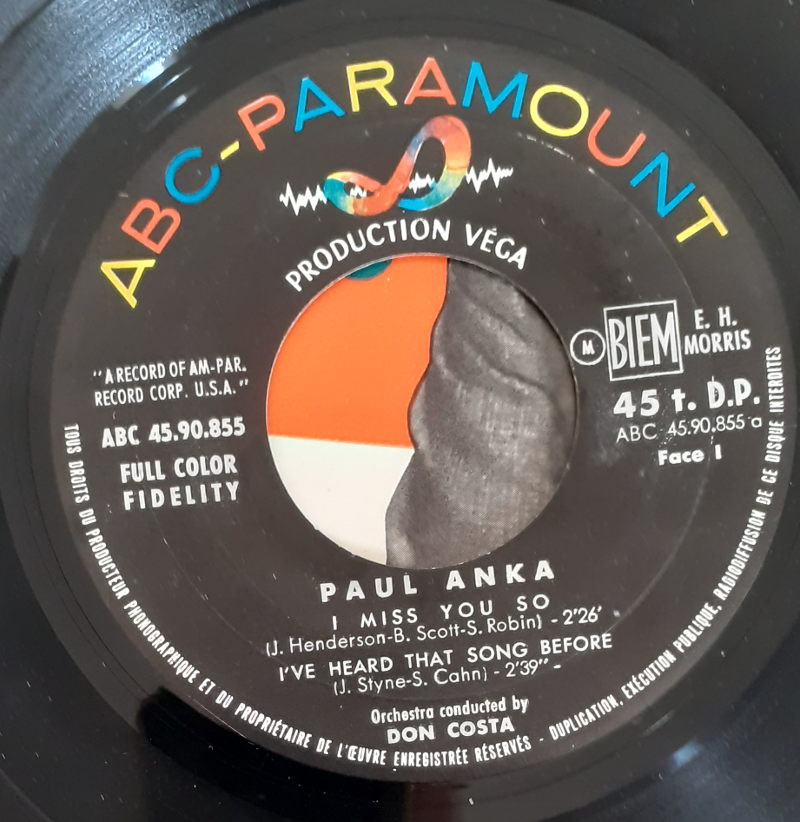 ABC-PARAMOUNT
PRODUCTION VÉGA
"A RECORD OF AM-PAR.
RECORD CORP. U.S.A."
ABC 45.90.855
FULL COLOR
FIDELITY
M
BIEM
E. H.
MORRIS
45 t. D.P.
ABC 45.90.855 a
Face 1
PAUL ANKA
I MISS YOU SO
(J. Henderson-B. Scott-S. Robin) - 2'26'
I'VE HEARD THAT SONG BEFORE
(J. Styne-S. Cahn) - 2'39" -
Orchestra conducted by
DON COSTA
TOUS DROITS DU PRODUCTEUR PHONOGRAPHIQUE ET DU PROPRIÉTAIRE DE L'ŒUVRE ENREGISTRÉE RÉSERVÉS - DUPLICATION, EXÉCUTION PUBLIQUE, RADIODIFFUSION DE CE DISQUE INTERDITES